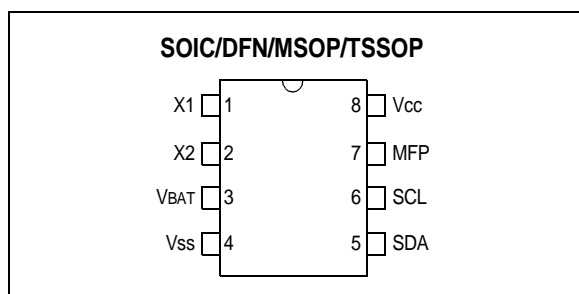 SOIC/DFN/MSOP/TSSOP
X1 1 8 Vcc
X2 2 7 MFP
VBAT 3 6 SCL
Vss 4 5 SDA